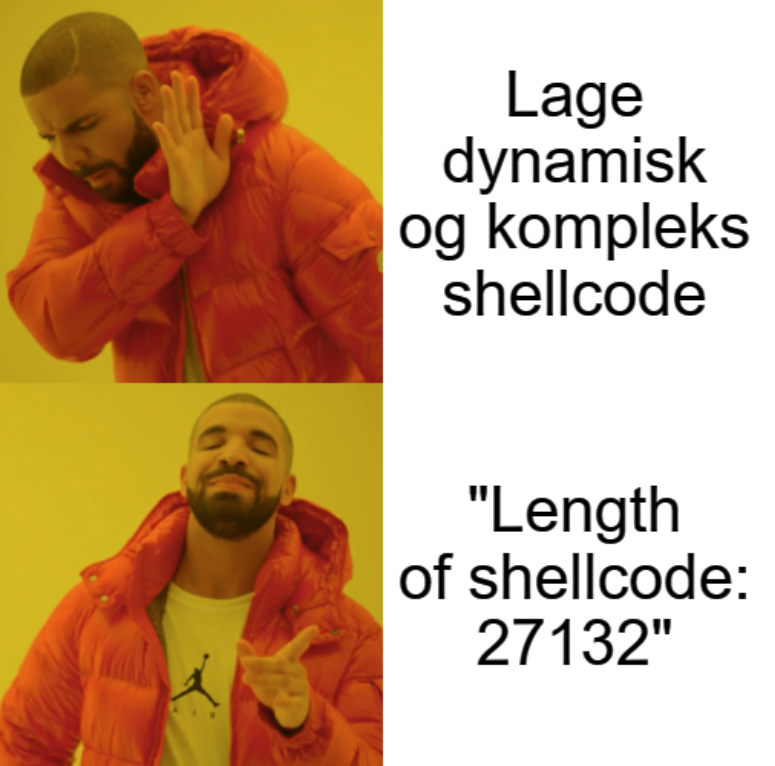 Lage
dynamisk
og kompleks
shellcode
"Length
of shellcode:
27132"